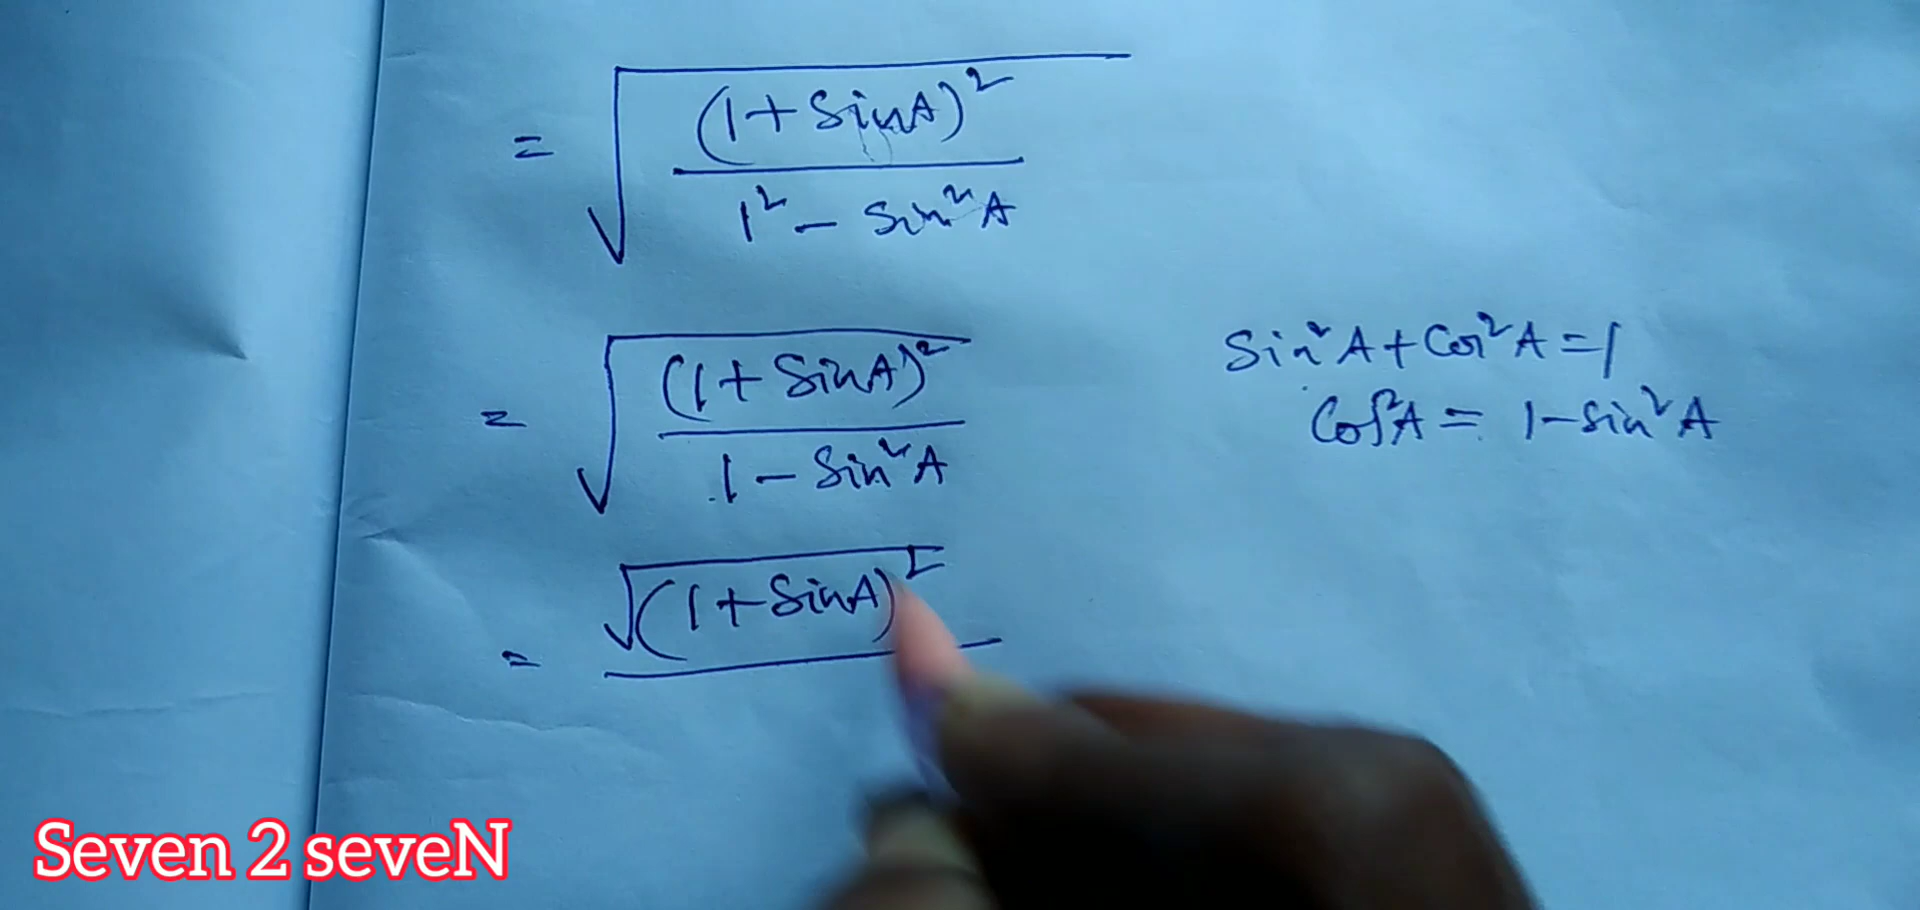 = √(1+SinA)²
1² - Sin²A
= √(1+SinA)²
1 - Sin²A
Sin²A + Cos²A = 1
Cos²A = 1 - Sin²A
= √(1+SinA)²
Seven 2 seveN